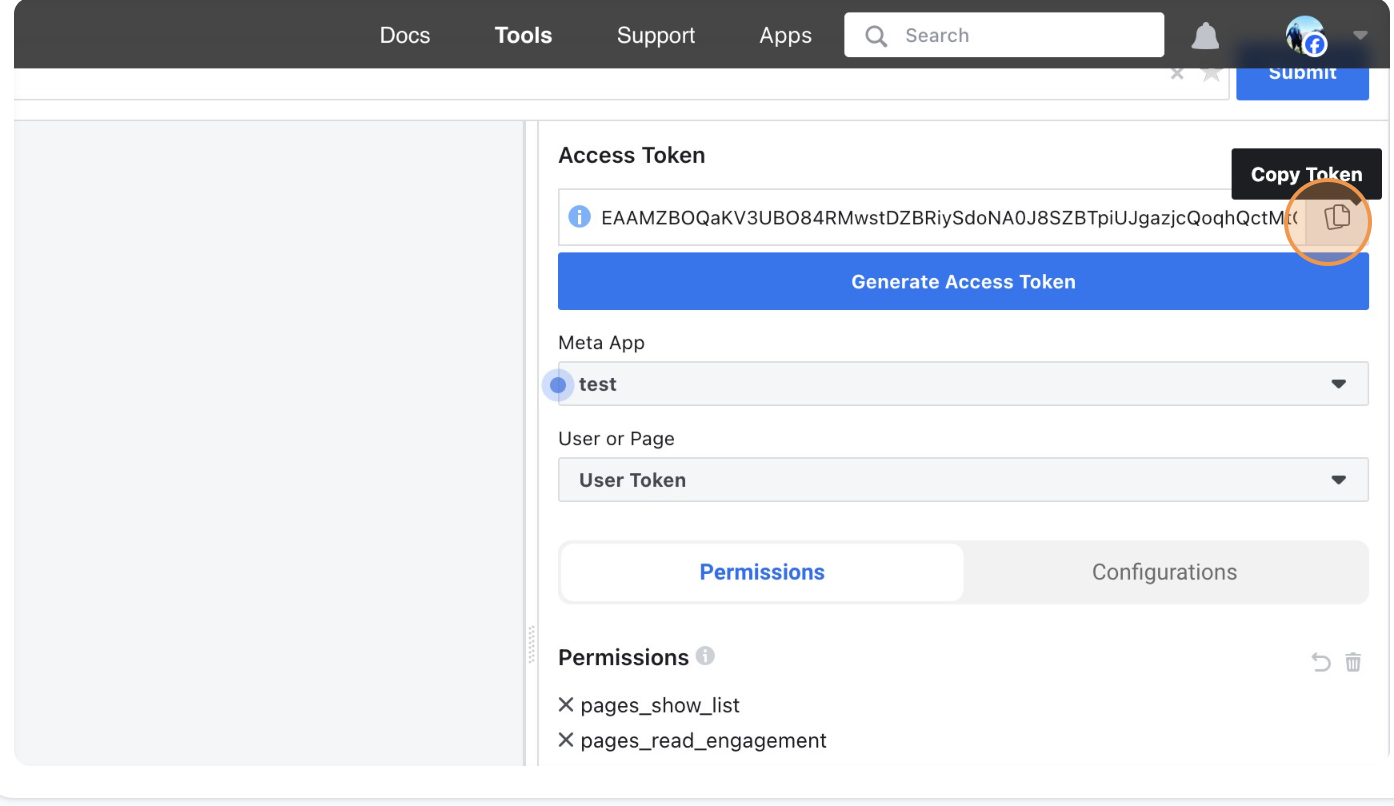 Docs Tools Support Apps Search
Submit
Access Token
Copy Token
EAAMZBOQaKV3UBO84RMwstDZBRiySdoNA0J8SZBTpiUJgazjcQoqhQctM
Generate Access Token
Meta App
test
User or Page
User Token
Permissions Configurations
Permissions
pages_show_list
pages_read_engagement